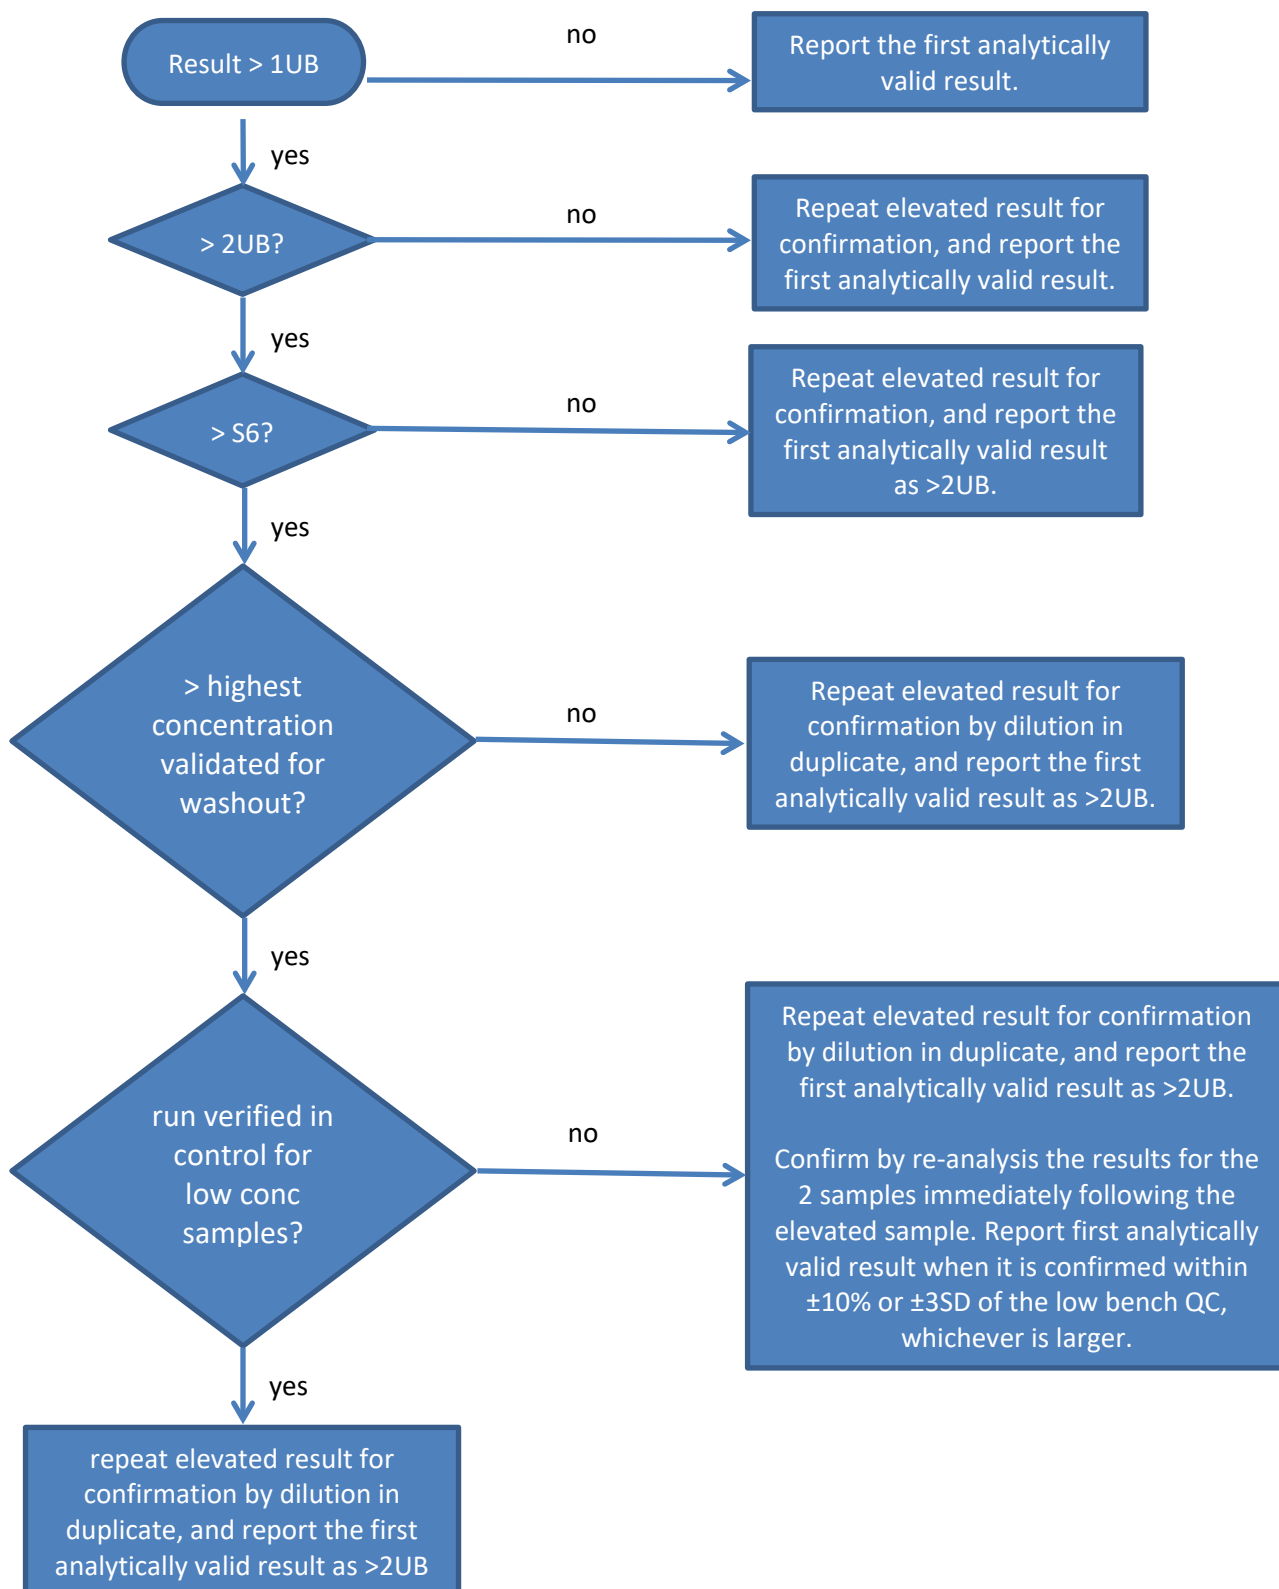 Result > 1UB
no
Report the first analytically
valid result.
yes
> 2UB?
no
Repeat elevated result for
confirmation, and report the
first analytically valid result.
yes
> S6?
no
Repeat elevated result for
confirmation, and report the
first analytically valid result
as >2UB.
yes
> highest
concentration
validated for
washout?
no
Repeat elevated result for
confirmation by dilution in
duplicate, and report the first
analytically valid result as >2UB.
yes
run verified in
control for
low conc
samples?
no
Repeat elevated result for confirmation
by dilution in duplicate, and report the
first analytically valid result as >2UB.
Confirm by re-analysis the results for the
2 samples immediately following the
elevated sample. Report first analytically
valid result when it is confirmed within
±10% or ±3SD of the low bench QC,
whichever is larger.
yes
repeat elevated result for
confirmation by dilution in
duplicate, and report the first
analytically valid result as >2UB